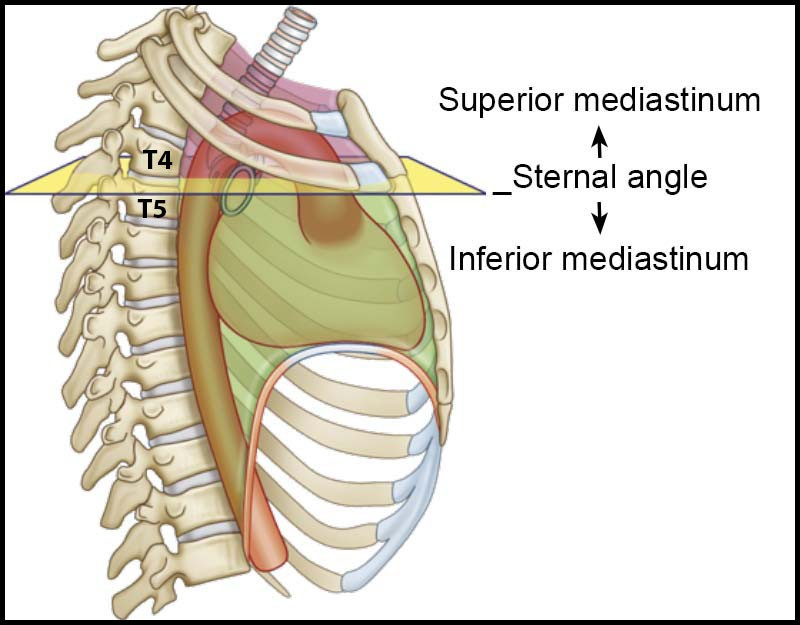 Superior mediastinum
T4
_Sternal angle
T5
Inferior mediastinum